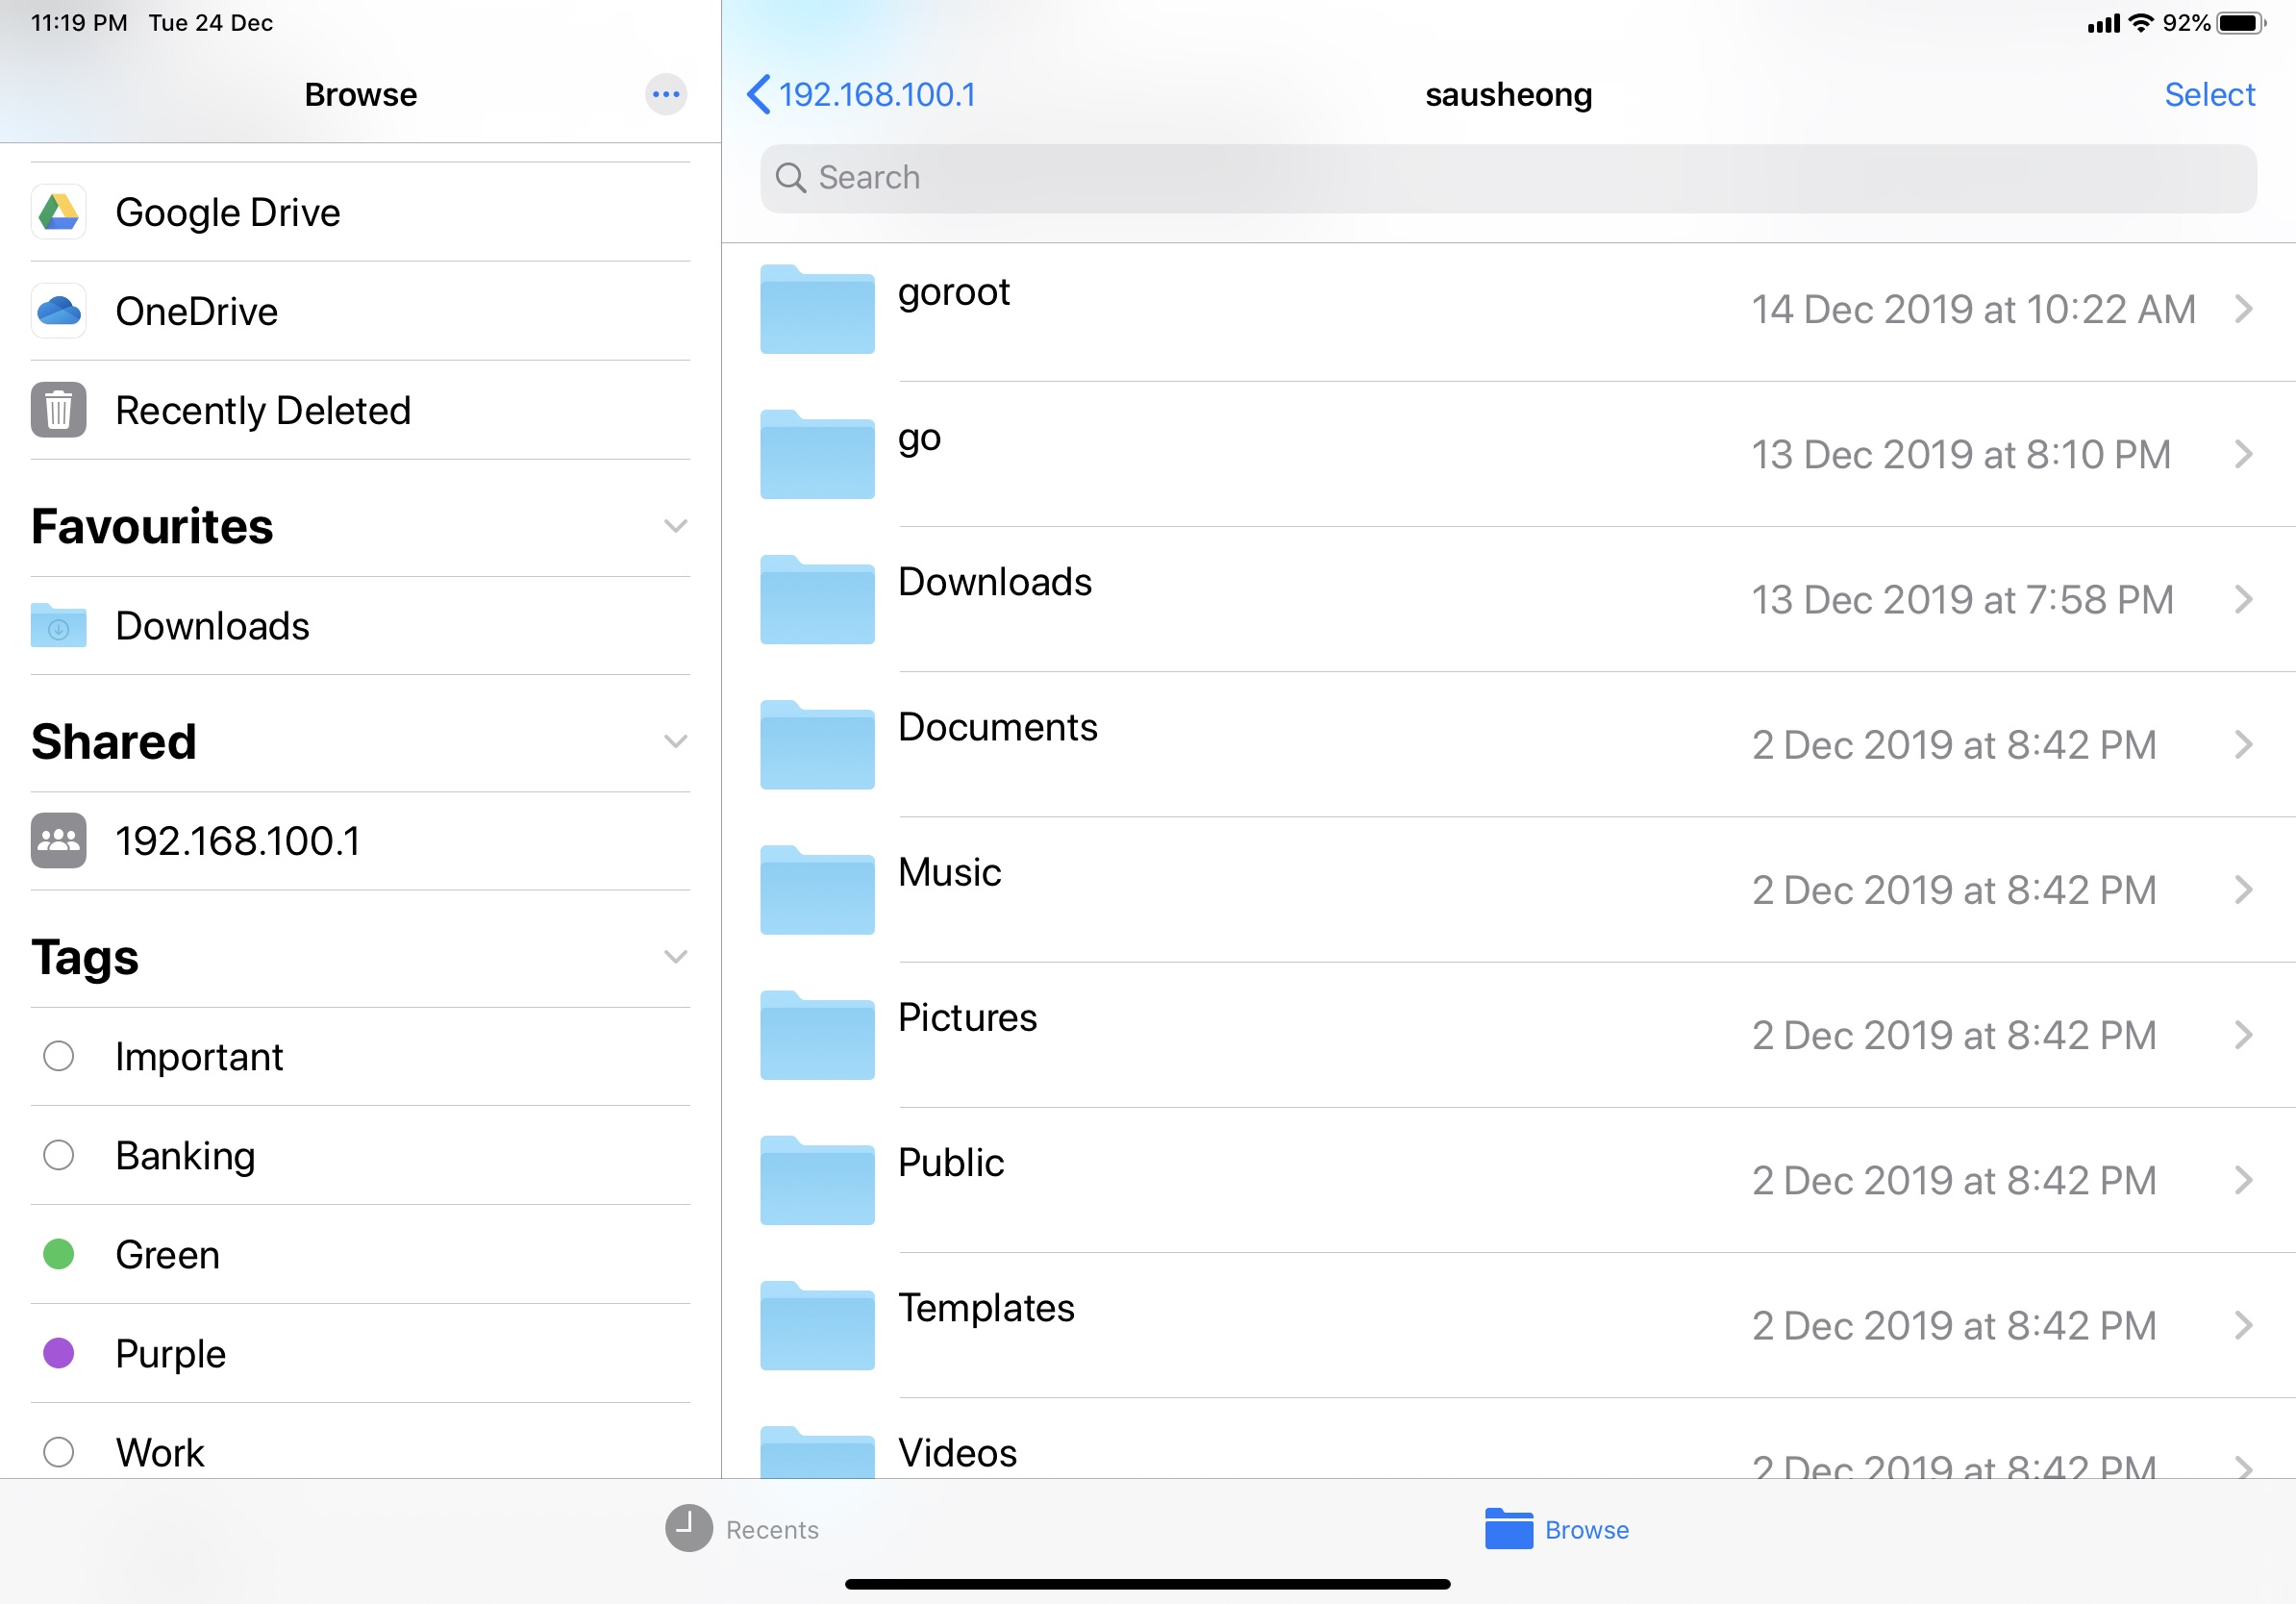 11:19 PM Tue 24 Dec
92%
Browse
Google Drive
OneDrive
Recently Deleted
Favourites
Downloads
Shared
192.168.100.1
Tags
Important
Banking
Green
Purple
Work
192.168.100.1
sausheong
Select
Search
goroot
14 Dec 2019 at 10:22 AM
go
13 Dec 2019 at 8:10 PM
Downloads
13 Dec 2019 at 7:58 PM
Documents
2 Dec 2019 at 8:42 PM
Music
2 Dec 2019 at 8:42 PM
Pictures
2 Dec 2019 at 8:42 PM
Public
2 Dec 2019 at 8:42 PM
Templates
2 Dec 2019 at 8:42 PM
Videos
2 Dec 2019 at 8:42 PM
Recents
Browse